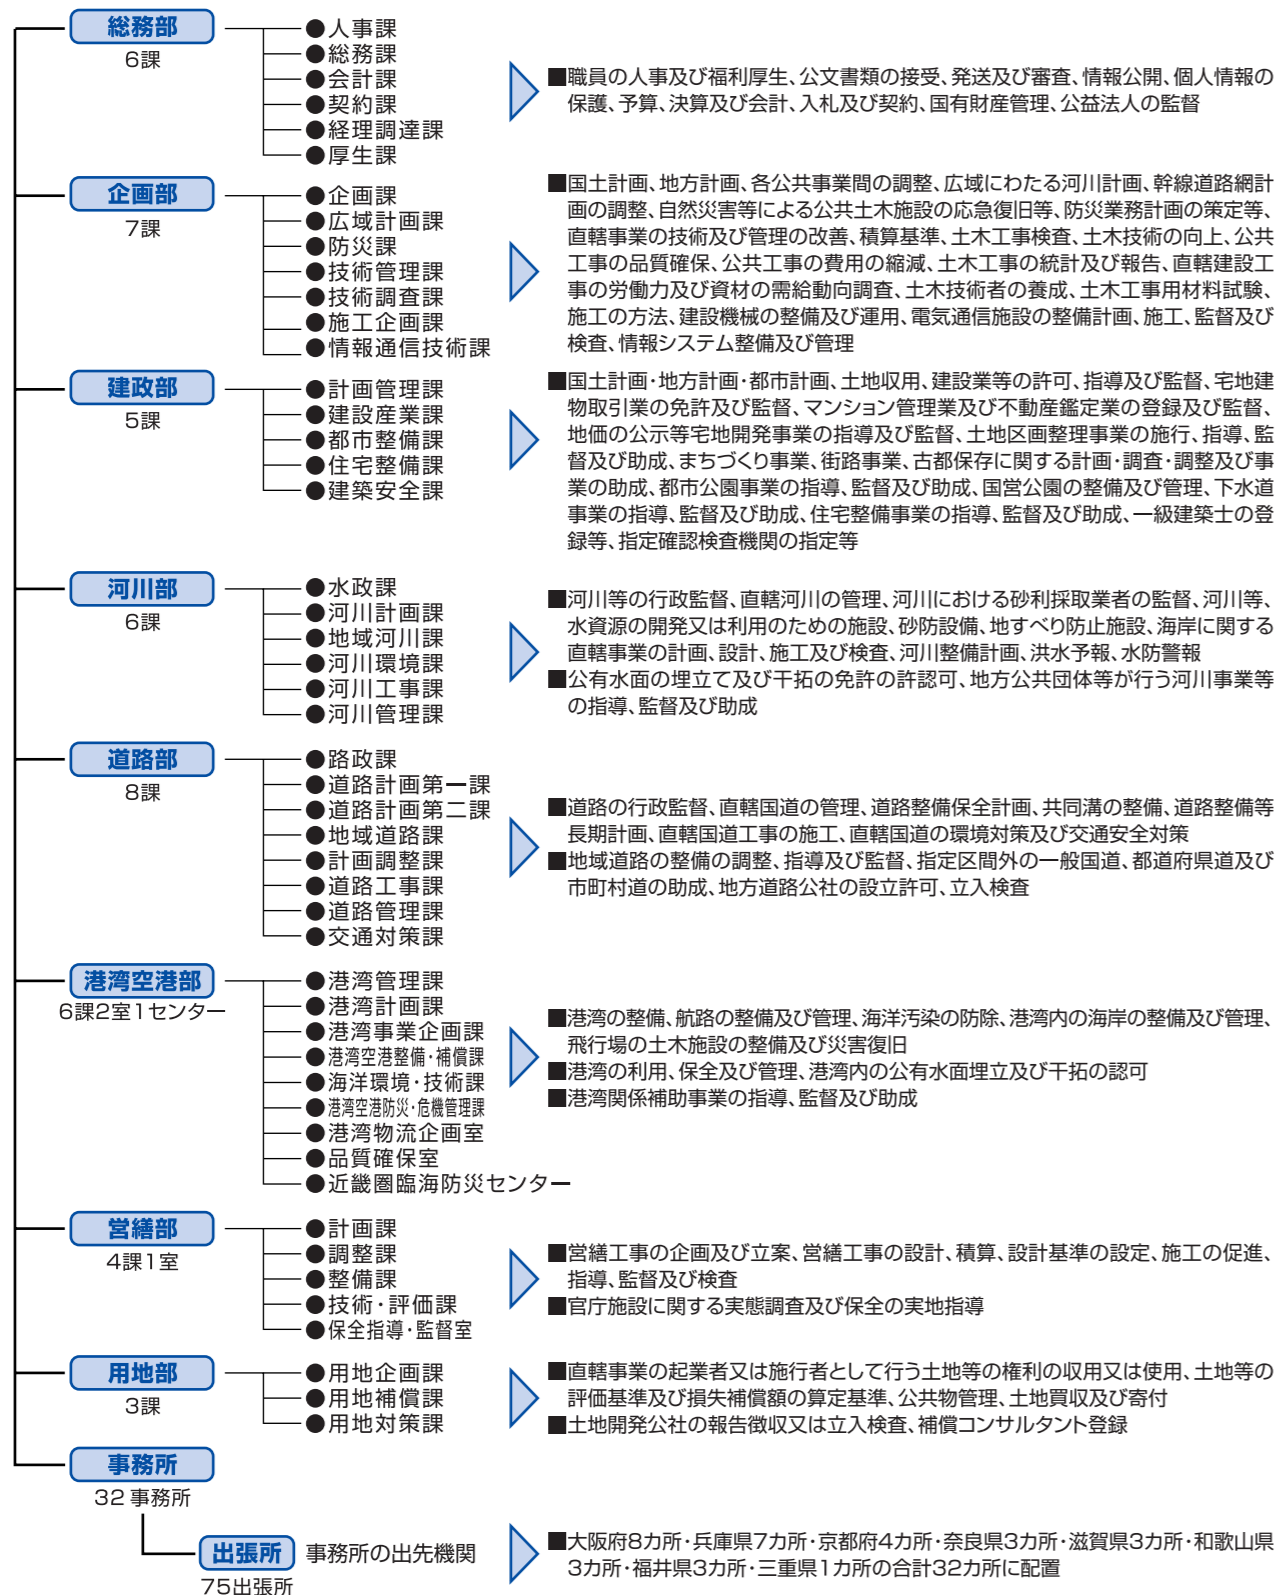 総務部
6課
●人事課
●総務課
●会計課
●契約課
●経理調達課
●厚生課
■職員の人事及び福利厚生、公文書類の接受、発送及び審査、情報公開、個人情報の
保護、予算、決算及び会計、入札及び契約、国有財産管理、公益法人の監督
企画部
7課
●企画課
●広域計画課
●防災課
●技術管理課
●技術調査課
●施工企画課
●情報通信技術課
■国土計画、地方計画、各公共事業間の調整、広域にわたる河川計画、幹線道路網計
画の調整、自然災害等による公共土木施設の応急復旧等、防災業務計画の策定等、
直轄事業の技術及び管理の改善、積算基準、土木工事検査、土木技術の向上、公共
工事の品質確保、公共工事の費用の縮減、土木工事の統計及び報告、直轄建設工
事の労働力及び資材の需給動向調査、土木技術者の養成、土木工事用材料試験、
施工の方法、建設機械の整備及び運用、電気通信施設の整備計画、施工、監督及び
検査、情報システム整備及び管理
建政部
5課
●計画管理課
●建設産業課
●都市整備課
●住宅整備課
●建築安全課
■国土計画・地方計画・都市計画、土地収用、建設業等の許可、指導及び監督、宅地建
物取引業の免許及び監督、マンション管理業及び不動産鑑定業の登録及び監督、
地価の公示等宅地開発事業の指導及び監督、土地区画整理事業の施行、指導、監
督及び助成、まちづくり事業、街路事業、古都保存に関する計画・調査・調整及び事
業の助成、都市公園事業の指導、監督及び助成、国営公園の整備及び管理、下水道
事業の指導、監督及び助成、住宅整備事業の指導、監督及び助成、一級建築士の登
録等、指定確認検査機関の指定等
河川部
6課
●水政課
●河川計画課
●地域河川課
●河川環境課
●河川工事課
●河川管理課
■河川等の行政監督、直轄河川の管理、河川における砂利採取業者の監督、河川等、
水資源の開発又は利用のための施設、砂防設備、地すべり防止施設、海岸に関する
直轄事業の計画、設計、施工及び検査、河川整備計画、洪水予報、水防警報
■公有水面の埋立て及び干拓の免許の許認可、地方公共団体等が行う河川事業等
の指導、監督及び助成
道路部
8課
●路政課
●道路計画第一課
●道路計画第二課
●地域道路課
●計画調整課
●道路工事課
●道路管理課
●交通対策課
■道路の行政監督、直轄国道の管理、道路整備保全計画、共同溝の整備、道路整備等
長期計画、直轄国道工事の施工、直轄国道の環境対策及び交通安全対策
■地域道路の整備の調整、指導及び監督、指定区間外の一般国道、都道府県道及び
市町村道の助成、地方道路公社の設立許可、立入検査
港湾空港部
6課2室1センター
●港湾管理課
●港湾計画課
●港湾事業企画課
●港湾空港整備・補償課
●海洋環境・技術課
●港湾空港防災・危機管理課
●港湾物流企画室
●品質確保室
●近畿圏臨海防災センター
■港湾の整備、航路の整備及び管理、海洋汚染の防除、港湾内の海岸の整備及び管理、
飛行場の土木施設の整備及び災害復旧
■港湾の利用、保全及び管理、港湾内の公有水面埋立及び干拓の認可
■港湾関係補助事業の指導、監督及び助成
営繕部
4課1室
●計画課
●調整課
●整備課
●技術・評価課
●保全指導・監督室
■営繕工事の企画及び立案、営繕工事の設計、積算、設計基準の設定、施工の促進、
指導、監督及び検査
■官庁施設に関する実態調査及び保全の実地指導
用地部
3課
●用地企画課
●用地補償課
●用地対策課
■直轄事業の起業者又は施行者として行う土地等の権利の収用又は使用、土地等の
評価基準及び損失補償額の算定基準、公共物管理、土地買収及び寄付
■土地開発公社の報告徴収又は立入検査、補償コンサルタント登録
事務所
32 事務所
出張所 事務所の出先機関
75出張所
■大阪府8カ所・兵庫県7カ所・京都府4カ所・奈良県3カ所・滋賀県3カ所・和歌山県
3カ所・福井県3カ所・三重県1カ所の合計32カ所に配置